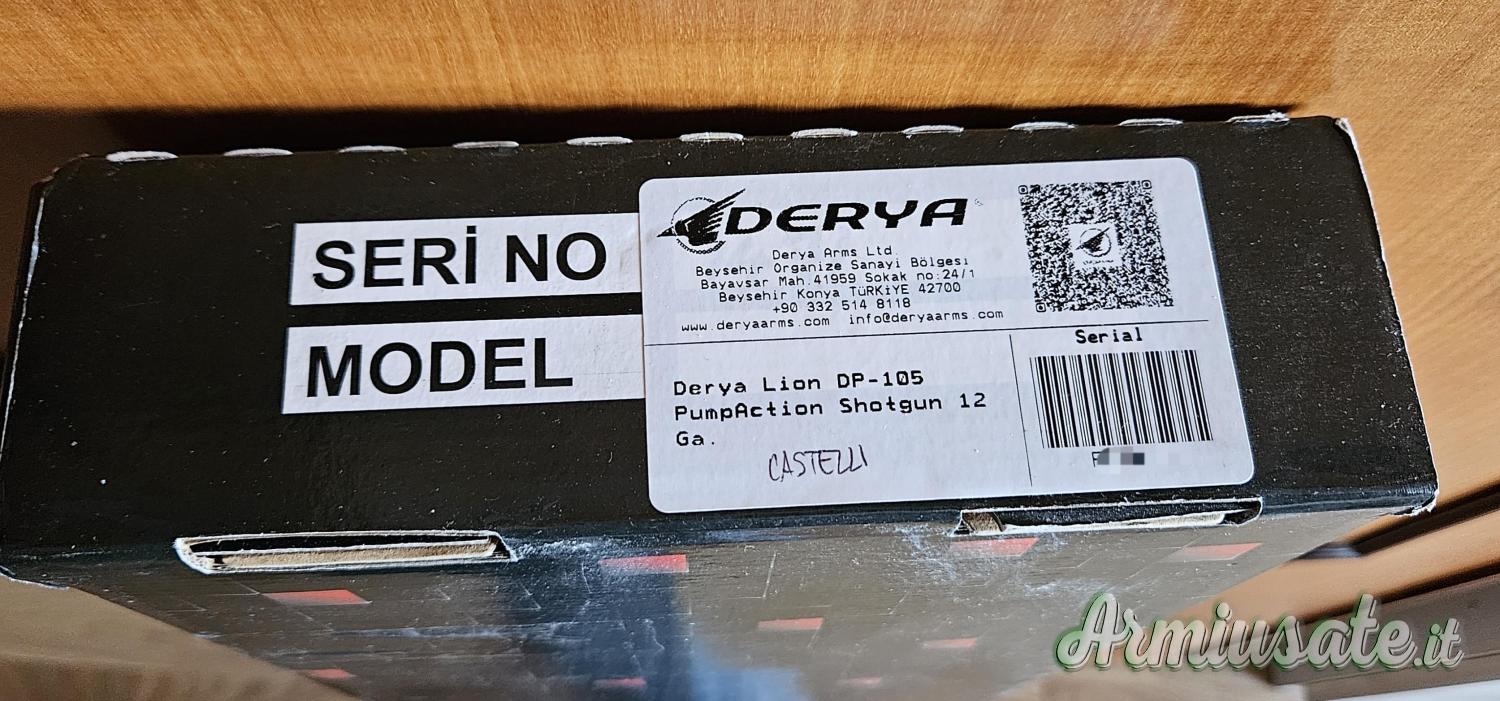 SERİ NO
MODEL
DERYA
Derya Arms Ltd.
Beysehir Organize Sanayi Bölgesi
Bayavsar Mah.41959 Sokak no:24/1
Beysehir Konya TüRKİYE 42700
+90 332 514 8118
www.deryaarms.com info@deryaarms.com
Serial
Derya Lion DP-105
PumpAction Shotgun 12
Ga.
CASTELLI
Armiusate.it